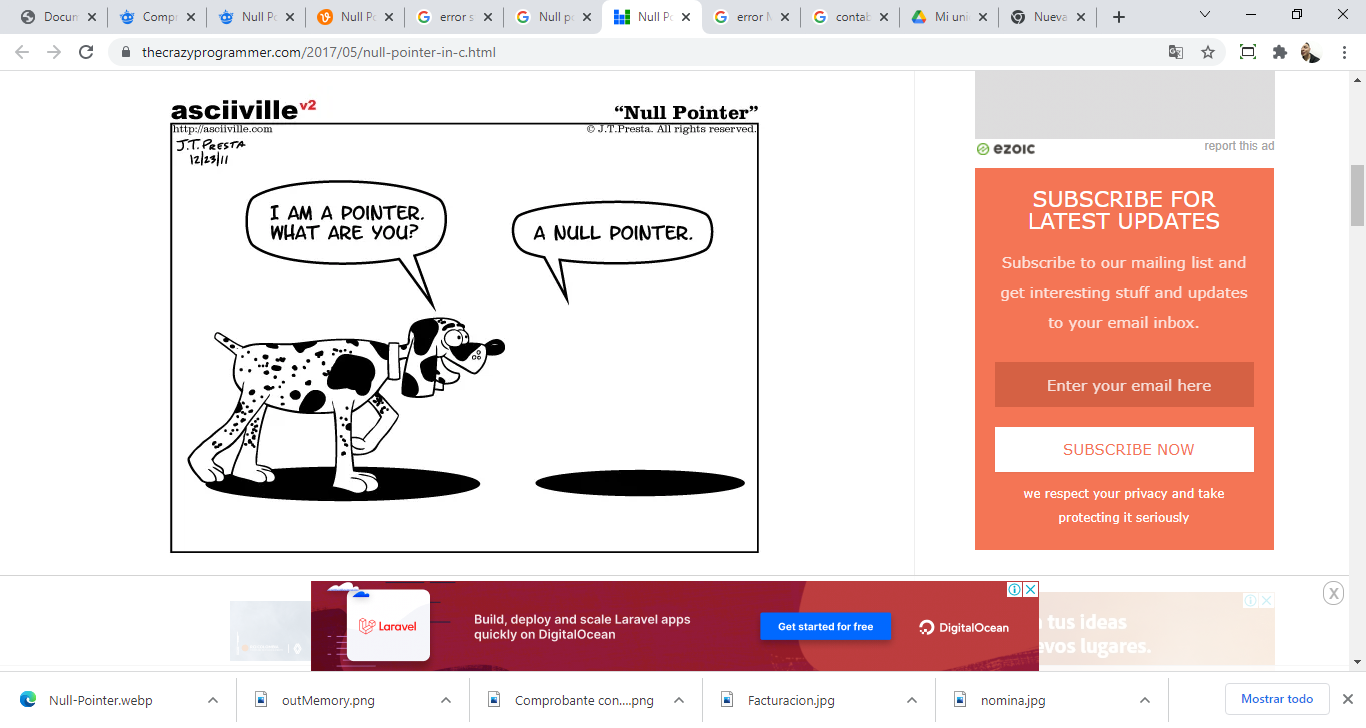 Docum
Compr
Null Po
Null Po
error s
Null po
Null Po
error M
contab
Mi uni
Nueva
thecrazyprogrammer.com/2017/05/null-pointer-in-c.html
asciiville v2
“Null Pointer”
http://asciiville.com
© J.T.Presta. All rights reserved.
J.T. PRESTA
12/23/11
I AM A POINTER.
WHAT ARE YOU?
A NULL POINTER.
ezoic
report this ad
SUBSCRIBE FOR
LATEST UPDATES
Subscribe to our mailing list and
get interesting stuff and updates
to your email inbox.
Enter your email here
SUBSCRIBE NOW
we respect your privacy and take
protecting it seriously
Laravel
Build, deploy and scale Laravel apps
quickly on DigitalOcean
Get started for free
DigitalOcean
tus ideas
evos lugares.
X
Null-Pointer.webp
outMemory.png
Comprobante con....png
Facturacion.jpg
nomina.jpg
Mostrar todo